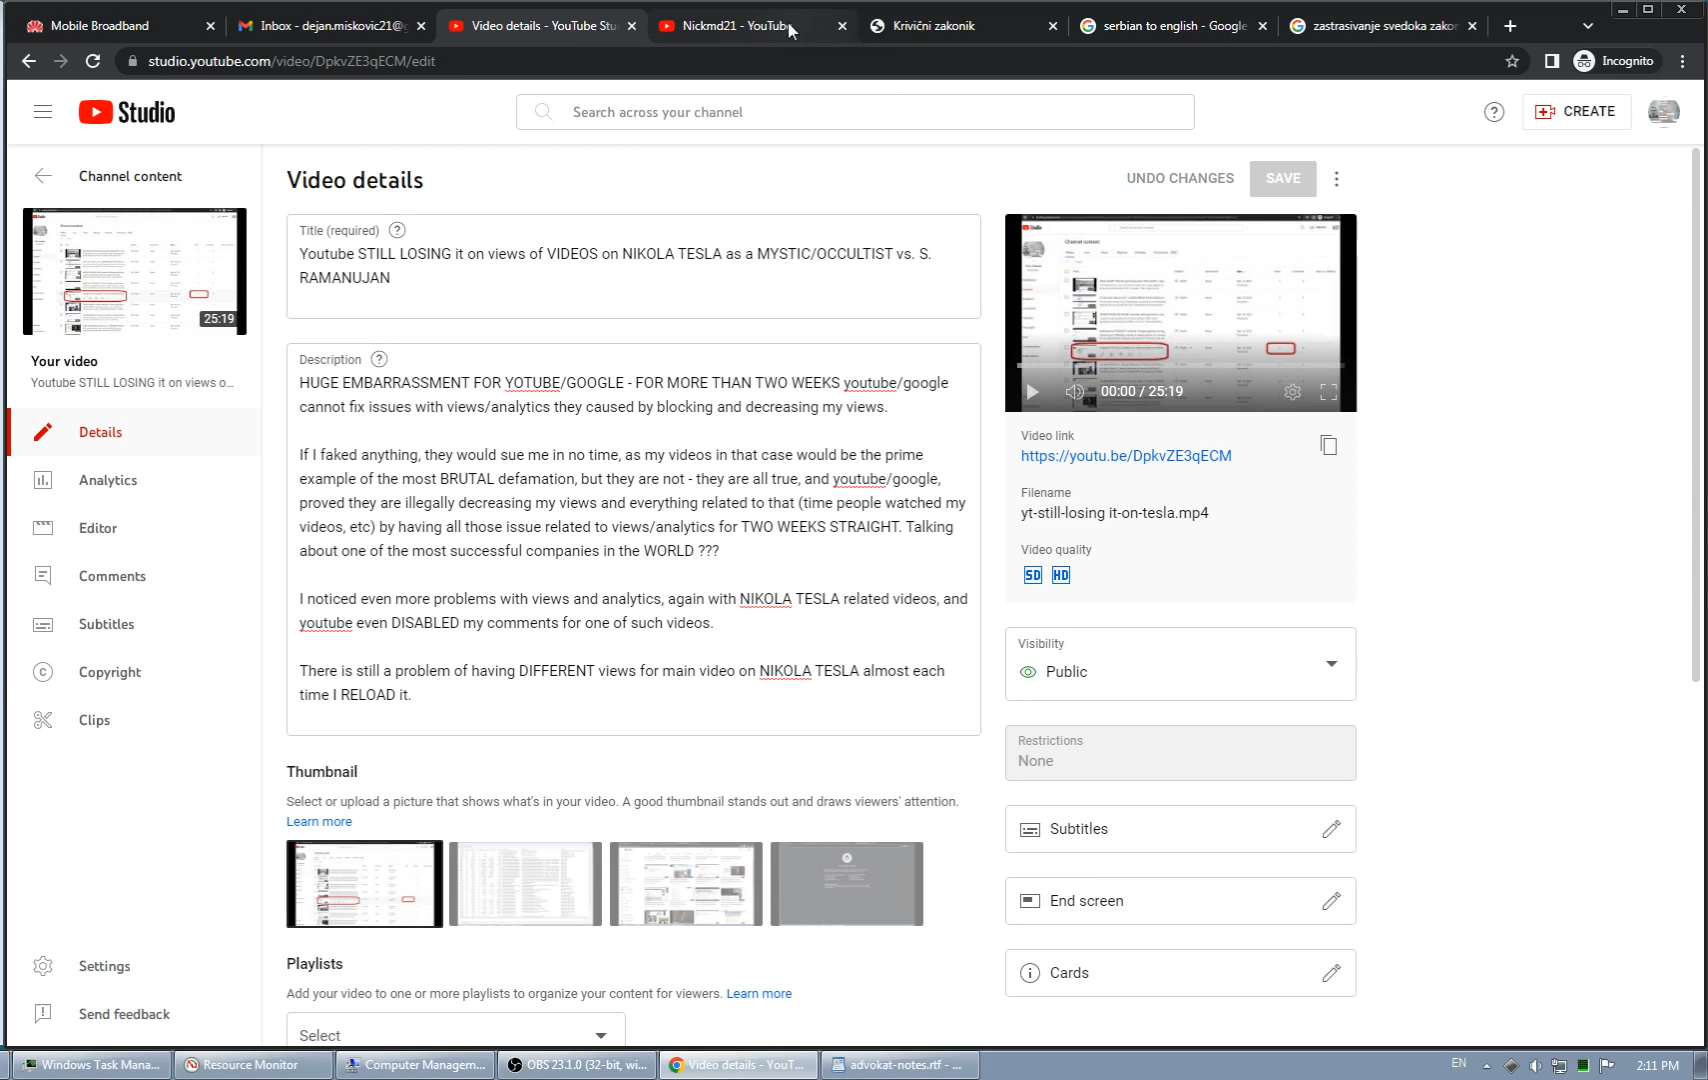 Mobile Broadband
Inbox - dejan.miskovic21@g
Video details - YouTube Stu
Nickmd21 - YouTube
Krivični zakonik
serbian to english - Google
zastrasivanje svedoka zakor
studio.youtube.com/video/DpkvZE3qECM/edit
Incognito
Studio
Search across your channel
CREATE
Channel content
25:19
Your video
Youtube STILL LOSING it on views o...
Details
Analytics
Editor
Comments
Subtitles
Copyright
Clips
Settings
Send feedback
Video details
UNDO CHANGES
SAVE
Title (required)
Youtube STILL LOSING it on views of VIDEOS on NIKOLA TESLA as a MYSTIC/OCCULTIST vs. S.
RAMANUJAN
Description
HUGE EMBARRASSMENT FOR YOTUBE/GOOGLE - FOR MORE THAN TWO WEEKS youtube/google
cannot fix issues with views/analytics they caused by blocking and decreasing my views.
If I faked anything, they would sue me in no time, as my videos in that case would be the prime
example of the most BRUTAL defamation, but they are not - they are all true, and youtube/google,
proved they are illegally decreasing my views and everything related to that (time people watched my
videos, etc) by having all those issue related to views/analytics for TWO WEEKS STRAIGHT. Talking
about one of the most successful companies in the WORLD ???
I noticed even more problems with views and analytics, again with NIKOLA TESLA related videos, and
youtube even DISABLED my comments for one of such videos.
There is still a problem of having DIFFERENT views for main video on NIKOLA TESLA almost each
time I RELOAD it.
Thumbnail
Select or upload a picture that shows what's in your video. A good thumbnail stands out and draws viewers' attention.
Learn more
Playlists
Add your video to one or more playlists to organize your content for viewers. Learn more
Select
Channel content
00:00 / 25:19
Video link
https://youtu.be/DpkvZE3qECM
Filename
yt-still-losing it-on-tesla.mp4
Video quality
SD HD
Visibility
Public
Restrictions
None
Subtitles
End screen
Cards
Windows Task Mana...
Resource Monitor
Computer Managem...
OBS 23.1.0 (32-bit, wi...
Video details - YouT...
advokat-notes.rtf - ...
EN
2:11 PM